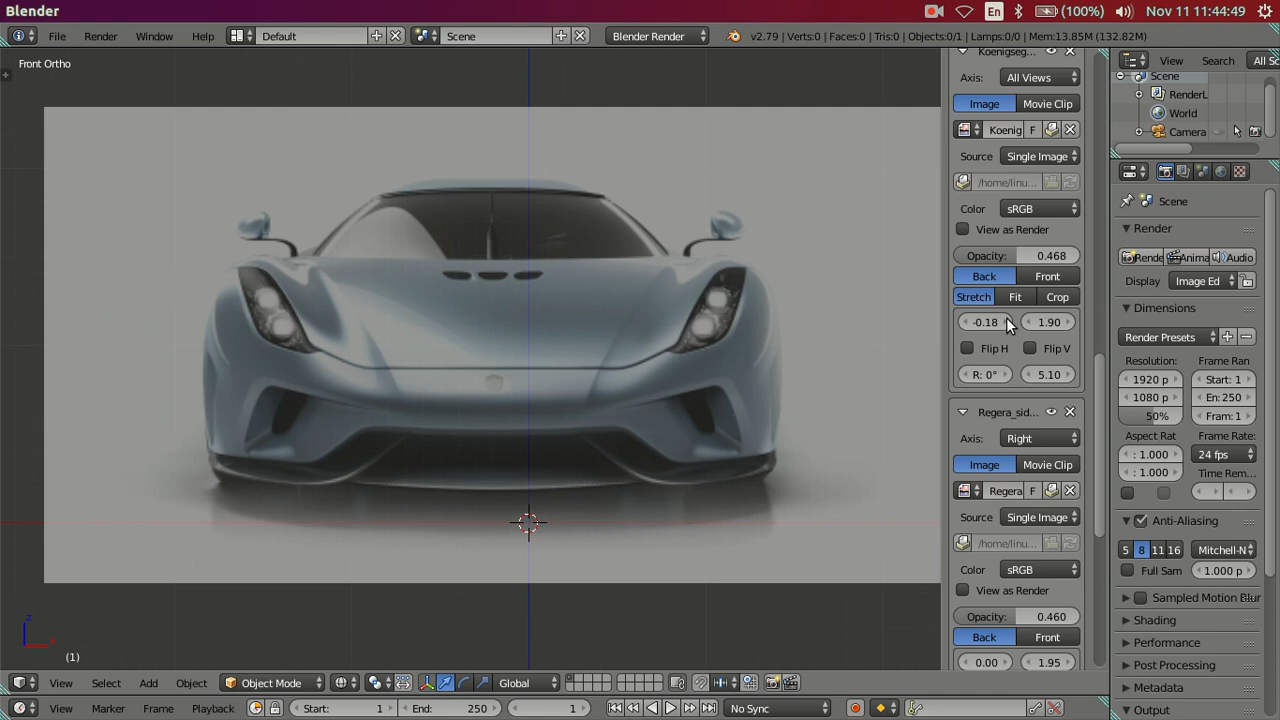 Blender
En
(100%)
Nov 11 11:44:49
File Render Window Help Default Scene Blender Render v2.79 | Verts:0 | Faces:0 | Tris:0 | Objects:0/1 | Lamps:0/0 | Mem:13.85M (132.82M)
Front Ortho
z
x
(1)
Koenigseg...
Axis: All Views
Image Movie Clip
Koenig F
Source Single Image
/home/linu...
Color sRGB
View as Render
Opacity: 0.468
Back Front
Stretch Fit Crop
-0.18 1.90
Flip H Flip V
R: 0° 5.10
Regera_sid...
Axis: Right
Image Movie Clip
Regera F
Source Single Image
/home/linu...
Color sRGB
View as Render
Opacity: 0.460
Back Front
0.00 1.95
View Search All Sc
Scene
RenderL
World
Camera
Scene
Render
Rende Anima Audio
Display Image Ed
Dimensions
Render Presets
Resolution: Frame Ran
1920 p Start: 1
1080 p En: 250
50% Fram: 1
Aspect Rat Frame Rate:
: 1.000 24 fps
: 1.000 Time Rem...
Anti-Aliasing
5 8 11 16 Mitchell-N
Full Sam 1.000 p
Sampled Motion Blur
Shading
Performance
Post Processing
Metadata
Output
View Select Add Object Object Mode Global
View Marker Frame Playback Start: 1 End: 250 1 No Sync